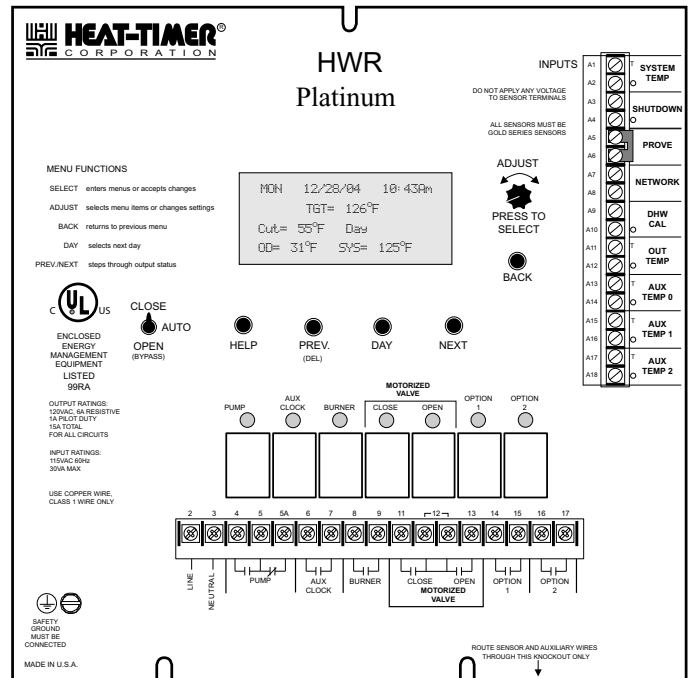 HEAT-TIMER®
CORPORATION
HWR
Platinum
INPUTS
DO NOT APPLY ANY VOLTAGE
TO SENSOR TERMINALS
ALL SENSORS MUST BE
GOLD SERIES SENSORS
A1 T SYSTEM
A2 TEMP
A3 SHUTDOWN
A4
A5 PROVE
A6
A7 NETWORK
A8
A9 DHW
A10 CAL
A11 T OUT
A12 TEMP
A13 T AUX
A14 TEMP 0
A15 T AUX
A16 TEMP 1
A17 T AUX
A18 TEMP 2
MENU FUNCTIONS
SELECT enters menus or accepts changes
ADJUST selects menu items or changes settings
BACK returns to previous menu
DAY selects next day
PREV./NEXT steps through output status
MON 12/28/04 10:43Am
TGT= 126°F
Cut= 55°F Day
OD= 31°F SYS= 125°F
ADJUST
PRESS TO
SELECT
BACK
C UL US
ENCLOSED
ENERGY
MANAGEMENT
EQUIPMENT
LISTED
99RA
CLOSE
AUTO
OPEN
(BYPASS)
HELP
PREV.
(DEL)
DAY
NEXT
OUTPUT RATINGS:
120VAC, 6A RESISTIVE
1A PILOT DUTY
15A TOTAL
FOR ALL CIRCUITS
INPUT RATINGS:
115VAC 60Hz
30VA MAX
USE COPPER WIRE,
CLASS 1 WIRE ONLY
PUMP
AUX
CLOCK
BURNER
MOTORIZED
VALVE
CLOSE OPEN
OPTION
1
OPTION
2
2 3 4 5 5A 6 7 8 9 11 12 13 14 15 16 17
LINE
NEUTRAL
PUMP
AUX
CLOCK
BURNER
CLOSE OPEN
MOTORIZED
VALVE
OPTION
1
OPTION
2
SAFETY
GROUND
MUST BE
CONNECTED
MADE IN U.S.A.
ROUTE SENSOR AND AUXILIARY WIRES
THROUGH THIS KNOCKOUT ONLY